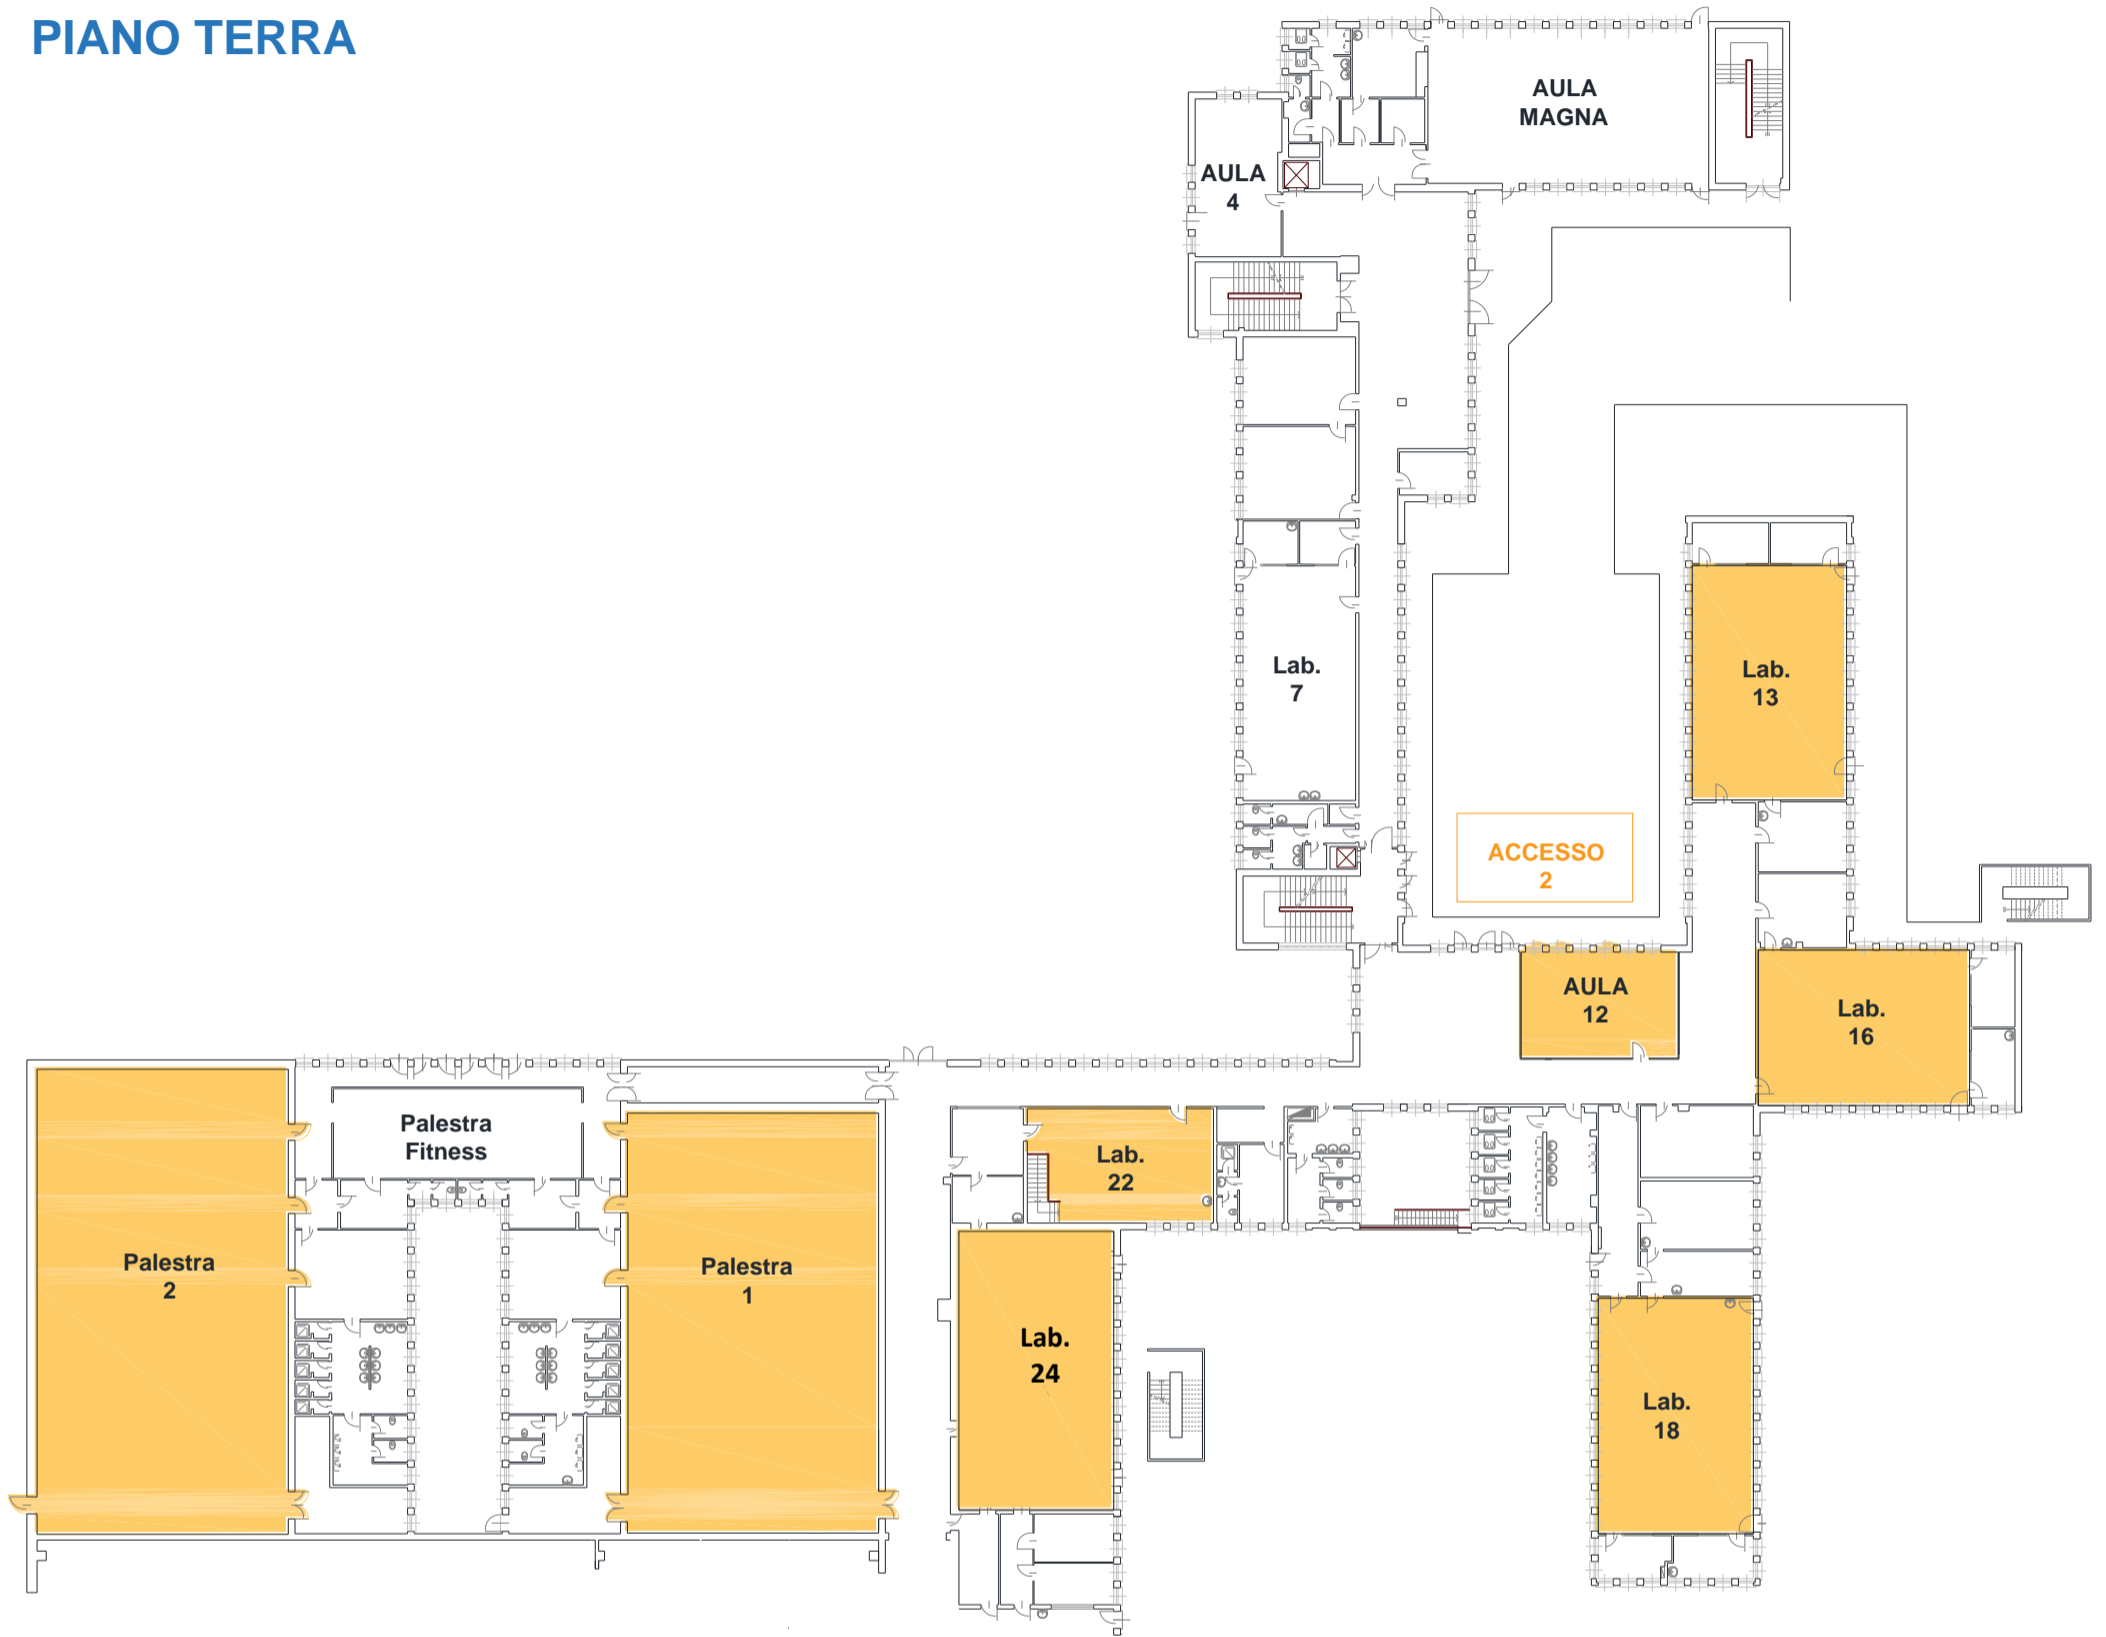 PIANO TERRA
AULA
MAGNA
AULA
4
Lab.
7
Lab.
13
ACCESSO
2
AULA
12
Lab.
16
Palestra
Fitness
Lab.
22
Palestra
2
Palestra
1
Lab.
24
Lab.
18